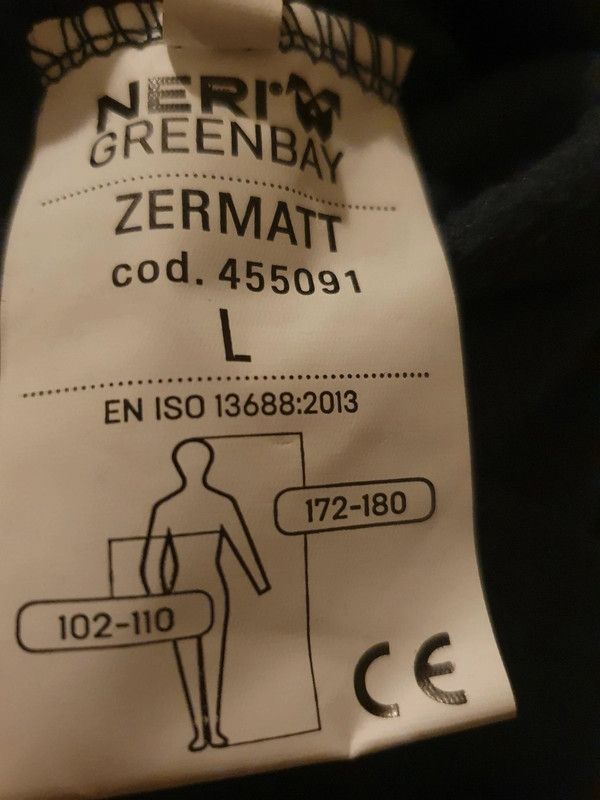 NERI®
GREENBAY
ZERMATT
cod. 455091
L
EN ISO 13688:2013
172-180
102-110
CE